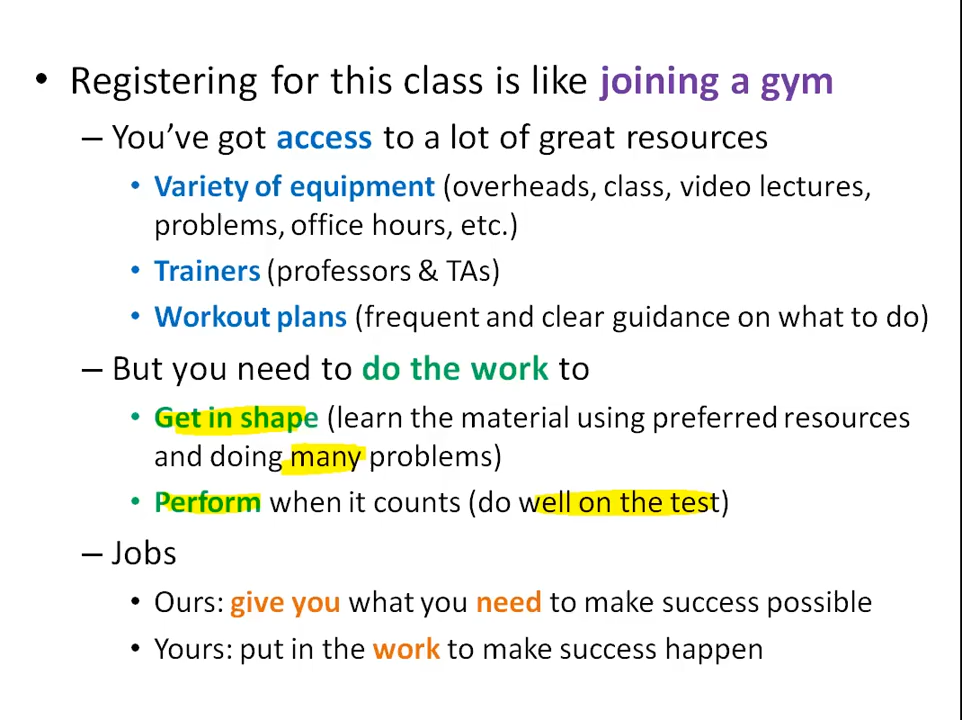 • Registering for this class is like joining a gym
– You've got access to a lot of great resources
• Variety of equipment (overheads, class, video lectures,
problems, office hours, etc.)
• Trainers (professors & TAs)
• Workout plans (frequent and clear guidance on what to do)
– But you need to do the work to
• Get in shape (learn the material using preferred resources
and doing many problems)
• Perform when it counts (do well on the test)
– Jobs
• Ours: give you what you need to make success possible
• Yours: put in the work to make success happen